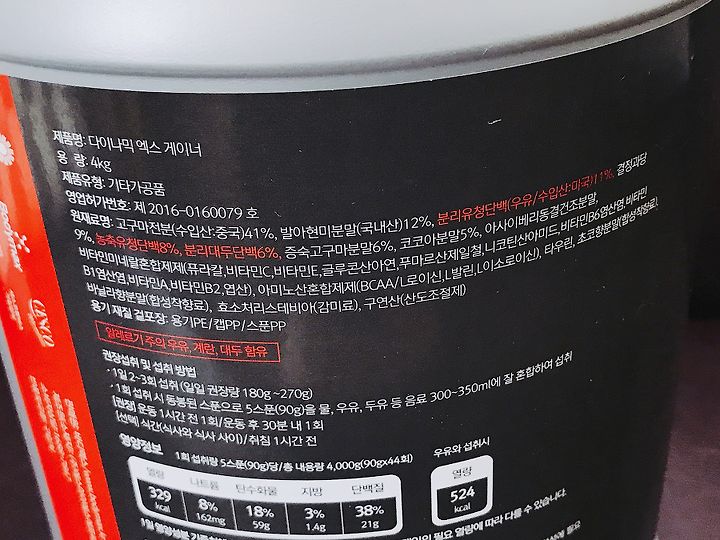 제품명: 다이나믹 엑스 게이너
용 량: 4kg
제품유형: 기타가공품
영업허가번호: 제 2016-0160079 호
원재료명: 고구마전분(수입산:중국)41%, 발아현미분말(국내산)12%, 분리유청단백(우유/수입산:미국)11%, 결정과당
9%, 농축유청단백8%, 분리대두단백6%, 증숙고구마분말6%, 코코아분말5%, 아사이베리동결건조분말,
비타민미네랄혼합제제(퓨라칼,비타민C,비타민E,글루콘산아연,푸마르산제일철,니코틴산아미드,비타민B6염산염,비타민
B1염산염,비타민A,비타민B2,엽산), 아미노산혼합제제(BCAA/L로이신,L발린,L이소로이신), 타우린, 초코향분말(합성착향료),
바닐라향분말(합성착향료), 효소처리스테비아(감미료), 구연산(산도조절제)
용기 재질 겉포장: 용기PE/캡PP/스푼PP
알레르기 주의 우유, 계란, 대두 함유
권장섭취 및 섭취 방법
·1일 2~3회 섭취 (일일 권장량 180g ~270g)
·1회 섭취 시 동봉된 스푼으로 5스푼(90g)을 물, 우유, 두유 등 음료 300~350ml에 잘 혼합하여 섭취
[권장] 운동 1시간 전 1회/운동 후 30분 내 1회
[선택] 식간(식사와 식사 사이)/취침 1시간 전
영양정보 1회 섭취량 5스푼(90g)당/총 내용량 4,000g(90gx44회) 우유와 섭취시
열량 나트륨 탄수화물 지방 단백질 열량
329 kcal 8% 162mg 18% 59g 3% 1.4g 38% 21g 524 kcal
1일 영양성분 필요 열량에 따라 다를 수 있습니다.